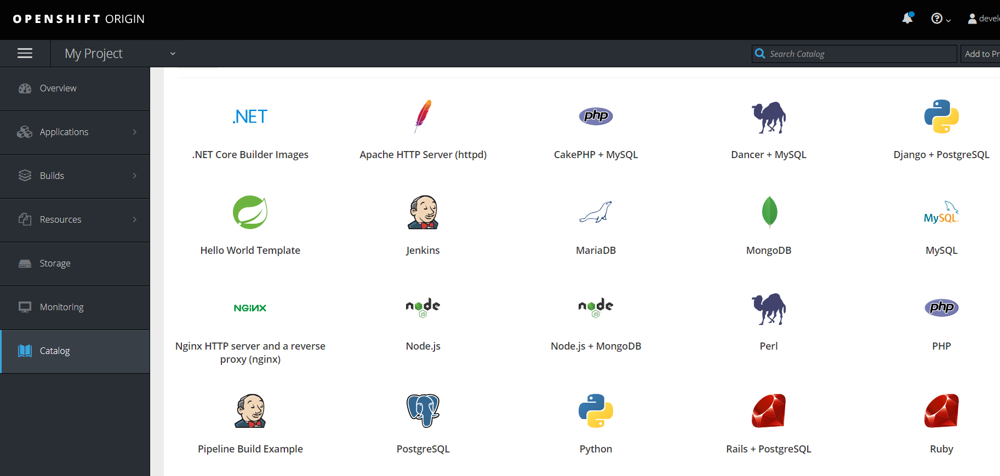 OPENSHIFT ORIGIN
My Project
Search Catalog
Add to
Overview
Applications
Builds
Resources
Storage
Monitoring
Catalog
.NET
php
.NET Core Builder Images
Apache HTTP Server (httpd)
CakePHP + MySQL
Dancer + MySQL
Django + PostgreSQL
MySQL
Hello World Template
Jenkins
MariaDB
MongoDB
MySQL
NGINX
node
JS
node
JS
php
Nginx HTTP server and a reverse
proxy (nginx)
Node.js
Node.js + MongoDB
Perl
PHP
Pipeline Build Example
PostgreSQL
Python
Rails + PostgreSQL
Ruby